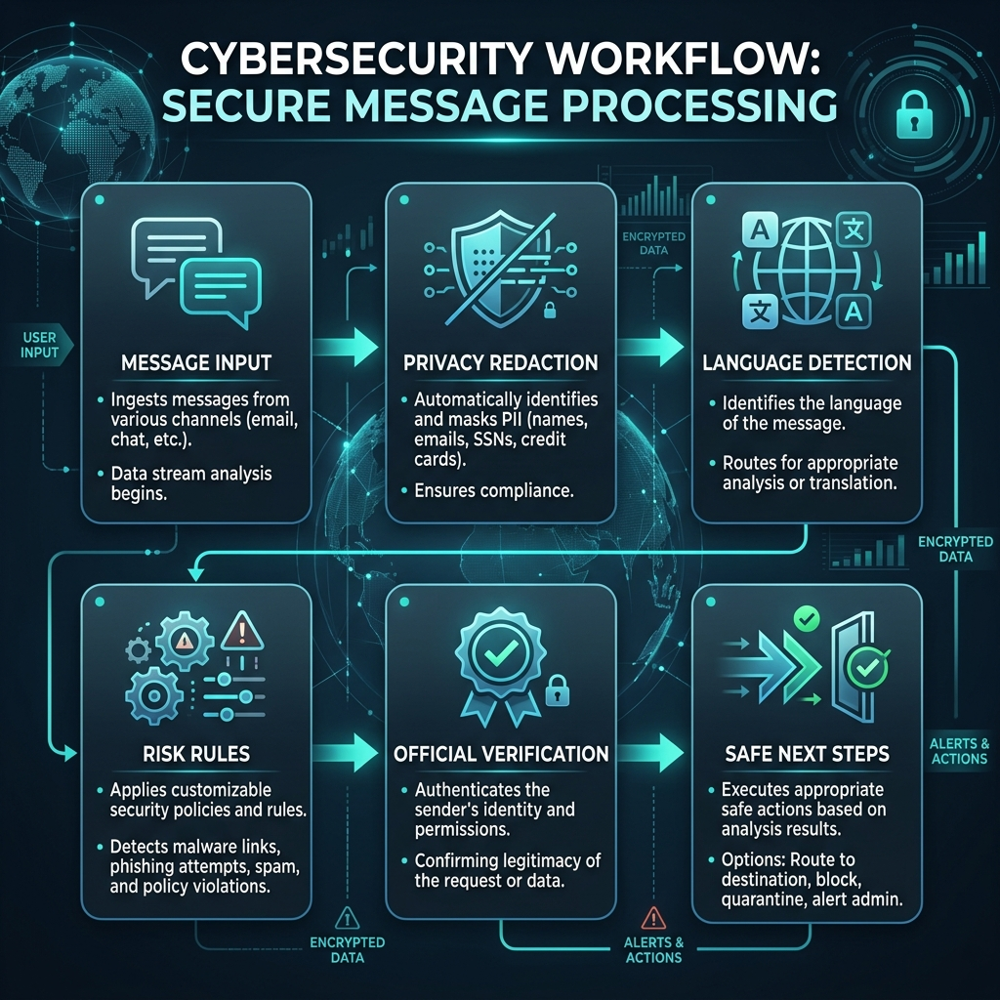 CYBERSECURITY WORKFLOW:
SECURE MESSAGE PROCESSING
USER
INPUT
MESSAGE INPUT
• Ingests messages from
various channels (email,
chat, etc.).
• Data stream analysis
begins.
PRIVACY REDACTION
• Automatically identifies
and masks PII (names,
emails, SSNs, credit
cards).
• Ensures compliance.
ENCRYPTED
DATA
A 文
文 A
LANGUAGE DETECTION
• Identifies the language
of the message.
• Routes for appropriate
analysis or translation.
ENCRYPTED
DATA
RISK RULES
• Applies customizable
security policies and rules.
• Detects malware links,
phishing attempts, spam,
and policy violations.
ENCRYPTED
DATA
OFFICIAL VERIFICATION
• Authenticates the
sender's identity and
permissions.
• Confirming legitimacy of
the request or data.
ALERTS &
ACTIONS
SAFE NEXT STEPS
• Executes appropriate
safe actions based on
analysis results.
• Options: Route to
destination, block,
quarantine, alert admin.
ALERTS &
ACTIONS